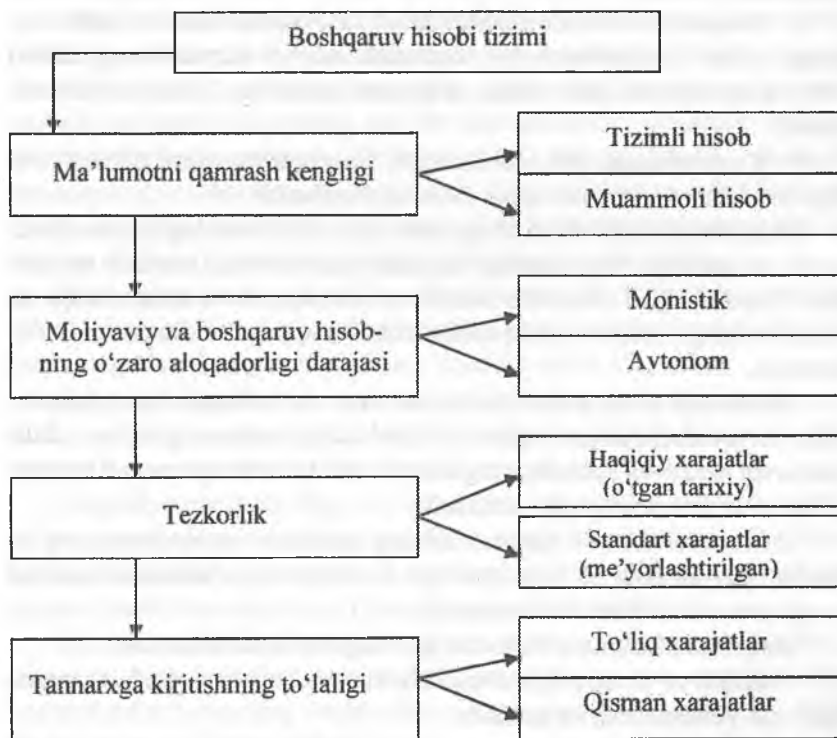 Boshqaruv hisobi tizimi
Ma’lumotni qamrash kengligi
Tizimli hisob
Muammoli hisob
Moliyaviy va boshqaruv hisob-
ning o‘zaro aloqadorligi darajasi
Monistik
Avtonom
Tezkorlik
Haqiqiy xarajatlar
(o‘tgan tarixiy)
Standart xarajatlar
(me’yorlashtirilgan)
Tannarxga kiritishning to‘laligi
To‘liq xarajatlar
Qisman xarajatlar